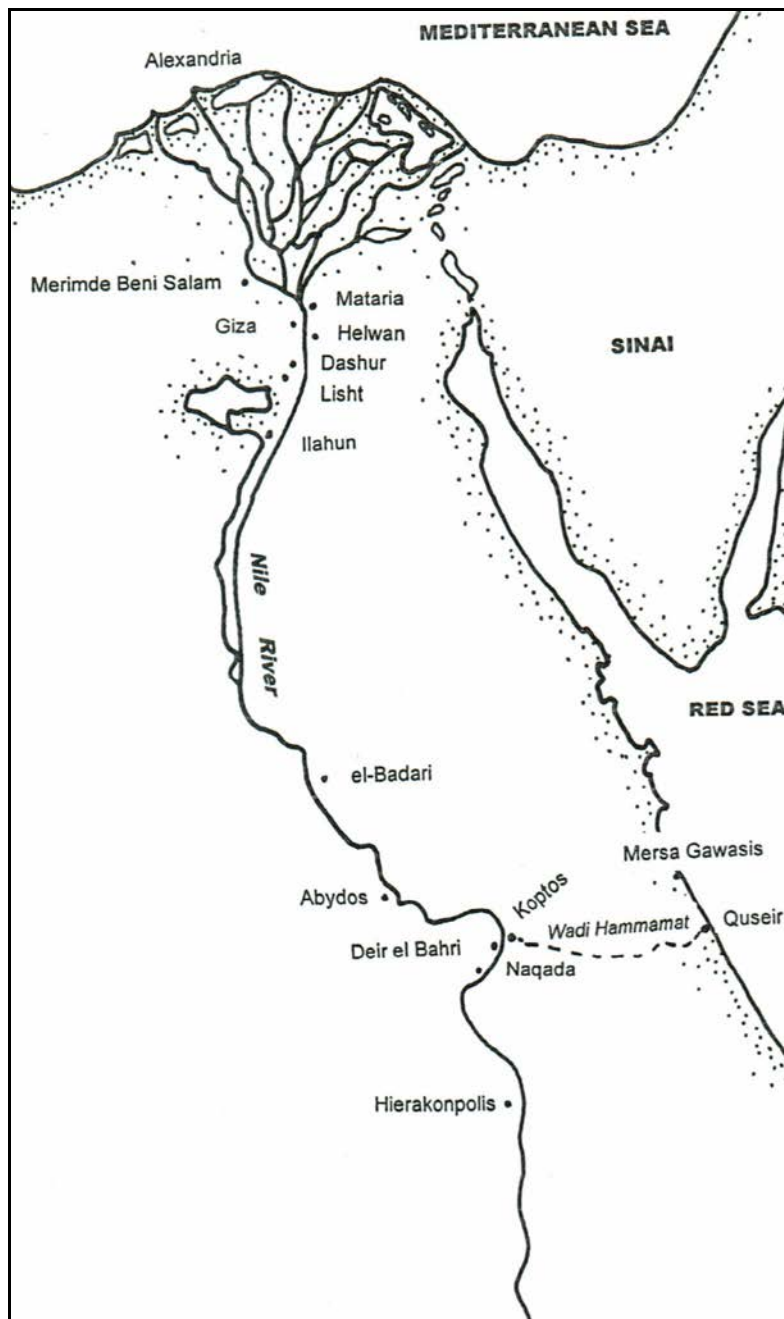 MEDITERRANEAN SEA
Alexandria
Merimde Beni Salam
Mataria
Giza
Helwan
SINAI
Dashur
Lisht
Ilahun
Nile River
RED SEA
el-Badari
Mersa Gawasis
Abydos
Koptos
Wadi Hammamat
Quseir
Deir el Bahri
Naqada
Hierakonpolis